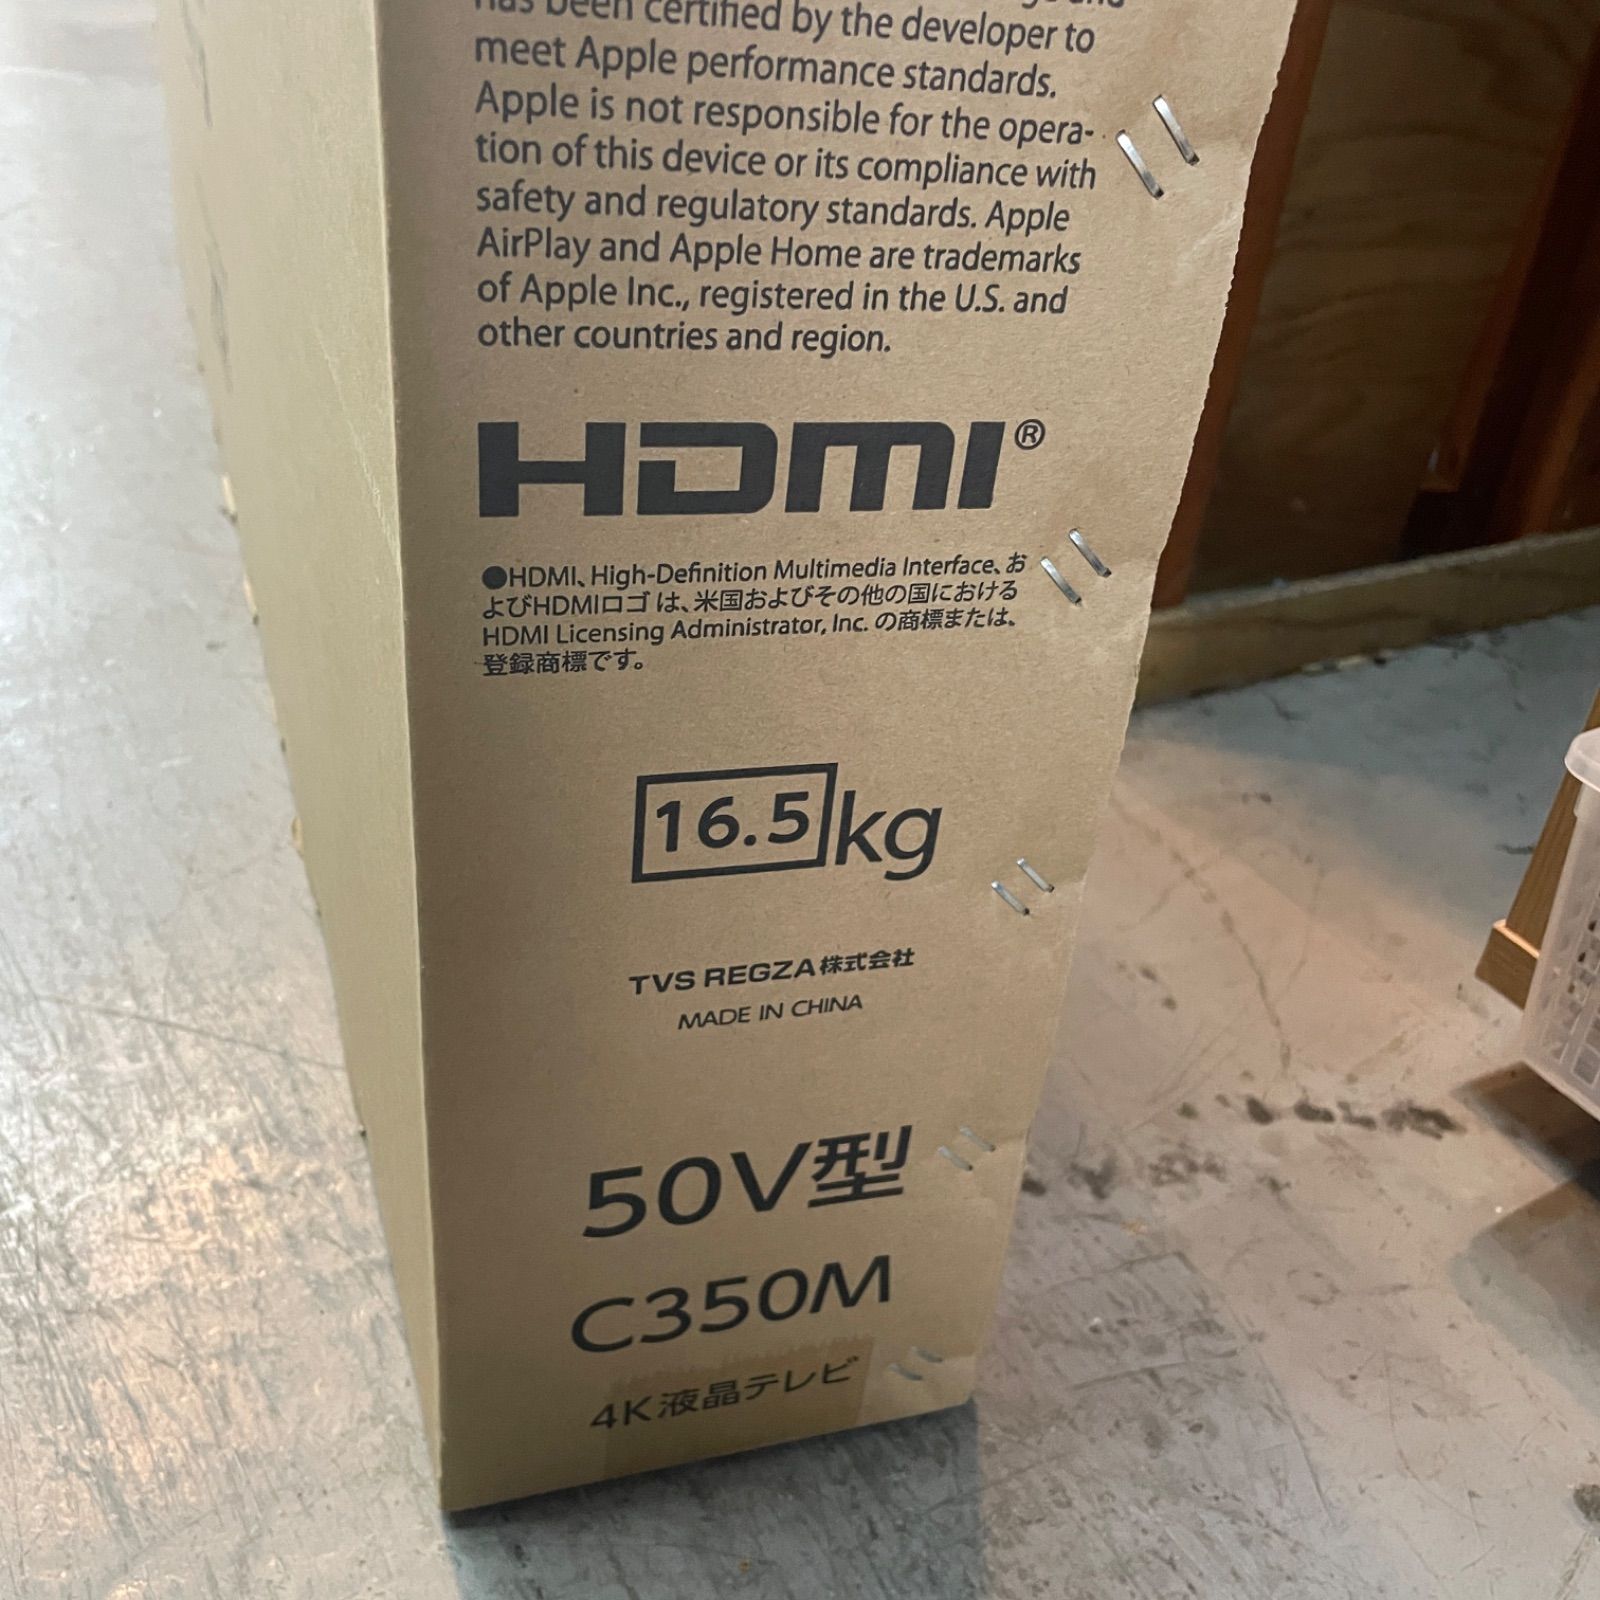 has been certified by the developer to
meet Apple performance standards.
Apple is not responsible for the opera-
tion of this device or its compliance with
safety and regulatory standards. Apple
AirPlay and Apple Home are trademarks
of Apple Inc., registered in the U.S. and
other countries and region.
HDMI®
●HDMI、High-Definition Multimedia Interface、お
よびHDMIロゴ は、米国およびその他の国における
HDMI Licensing Administrator, Inc. の商標または、
登録商標です。
16.5kg
TVS REGZA株式会社
MADE IN CHINA
50V型
C350M
4K液晶テレビ